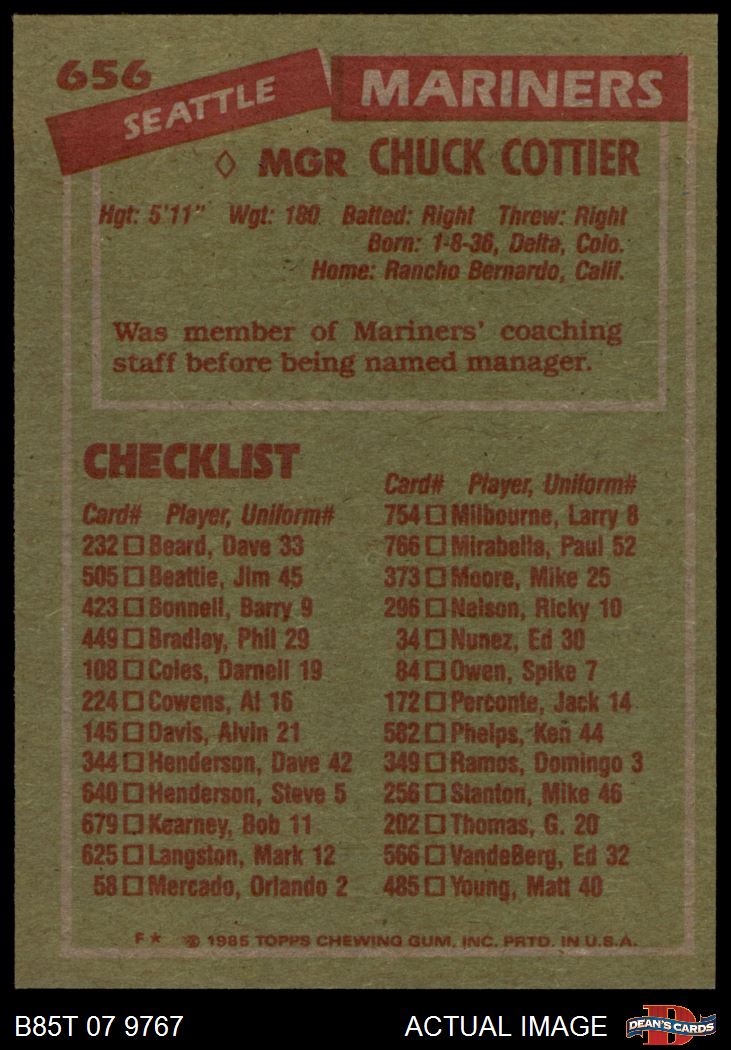 656
SEATTLE MARINERS
MGR CHUCK COTTIER
Hgt: 5'11" Wgt: 180 Batted: Right Threw: Right
Born: 1-8-36, Delta, Colo.
Home: Rancho Bernardo, Calif.
Was member of Mariners' coaching
staff before being named manager.
CHECKLIST
Card# Player, Uniform#
232 Beard, Dave 33
505 Beattie, Jim 45
423 Bonnell, Barry 9
449 Bradley, Phil 29
108 Coles, Darnell 19
224 Cowens, Al 16
145 Davis, Alvin 21
344 Henderson, Dave 42
640 Henderson, Steve 5
679 Kearney, Bob 11
625 Langston, Mark 12
58 Mercado, Orlando 2
Card# Player, Uniform#
754 Milbourne, Larry 8
766 Mirabella, Paul 52
373 Moore, Mike 25
296 Nelson, Ricky 10
34 Nunez, Ed 30
84 Owen, Spike 7
172 Perconte, Jack 14
582 Phelps, Ken 44
349 Ramos, Domingo 3
256 Stanton, Mike 46
202 Thomas, G. 20
566 VandeBerg, Ed 32
485 Young, Matt 40
F★ © 1985 TOPPS CHEWING GUM, INC. PRTD. IN U.S.A.
B85T 07 9767
ACTUAL IMAGE
D
DEAN'S CARDS